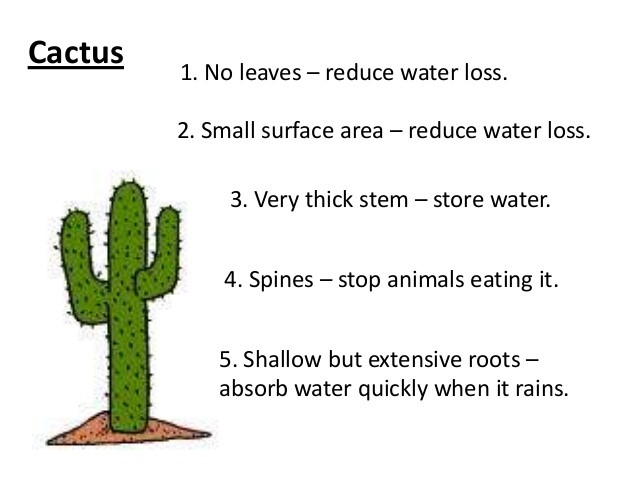 Cactus
1. No leaves – reduce water loss.
2. Small surface area – reduce water loss.
3. Very thick stem – store water.
4. Spines – stop animals eating it.
5. Shallow but extensive roots –
absorb water quickly when it rains.